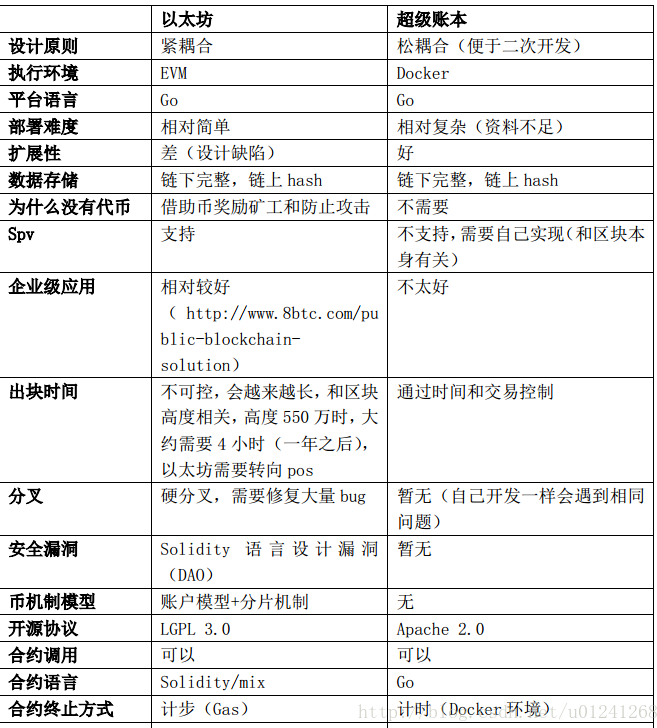 以太坊 超级账本
设计原则 紧耦合 松耦合（便于二次开发）
执行环境 EVM Docker
平台语言 Go Go
部署难度 相对简单 相对复杂（资料不足）
扩展性 差（设计缺陷） 好
数据存储 链下完整，链上 hash 链下完整，链上 hash
为什么没有代币 借助币奖励矿工和防止攻击 不需要
Spv 支持 不支持，需要自己实现（和区块本
身有关）
企业级应用 相对较好 不太好
（ http://www.8btc.com/pu
blic-blockchain-
solution）
出块时间 不可控，会越来越长，和区块 通过时间和交易控制
高度相关，高度 550 万时，大
约需要 4 小时（一年之后），
以太坊需要转向 pos
分叉 硬分叉，需要修复大量 bug 暂无（自己开发一样会遇到相同
问题）
安全漏洞 Solidity 语言设计漏洞 暂无
（DAO）
币机制模型 账户模型+分片机制 无
开源协议 LGPL 3.0 Apache 2.0
合约调用 可以 可以
合约语言 Solidity/mix Go
合约终止方式 计步（Gas） 计时（Docker 环境）